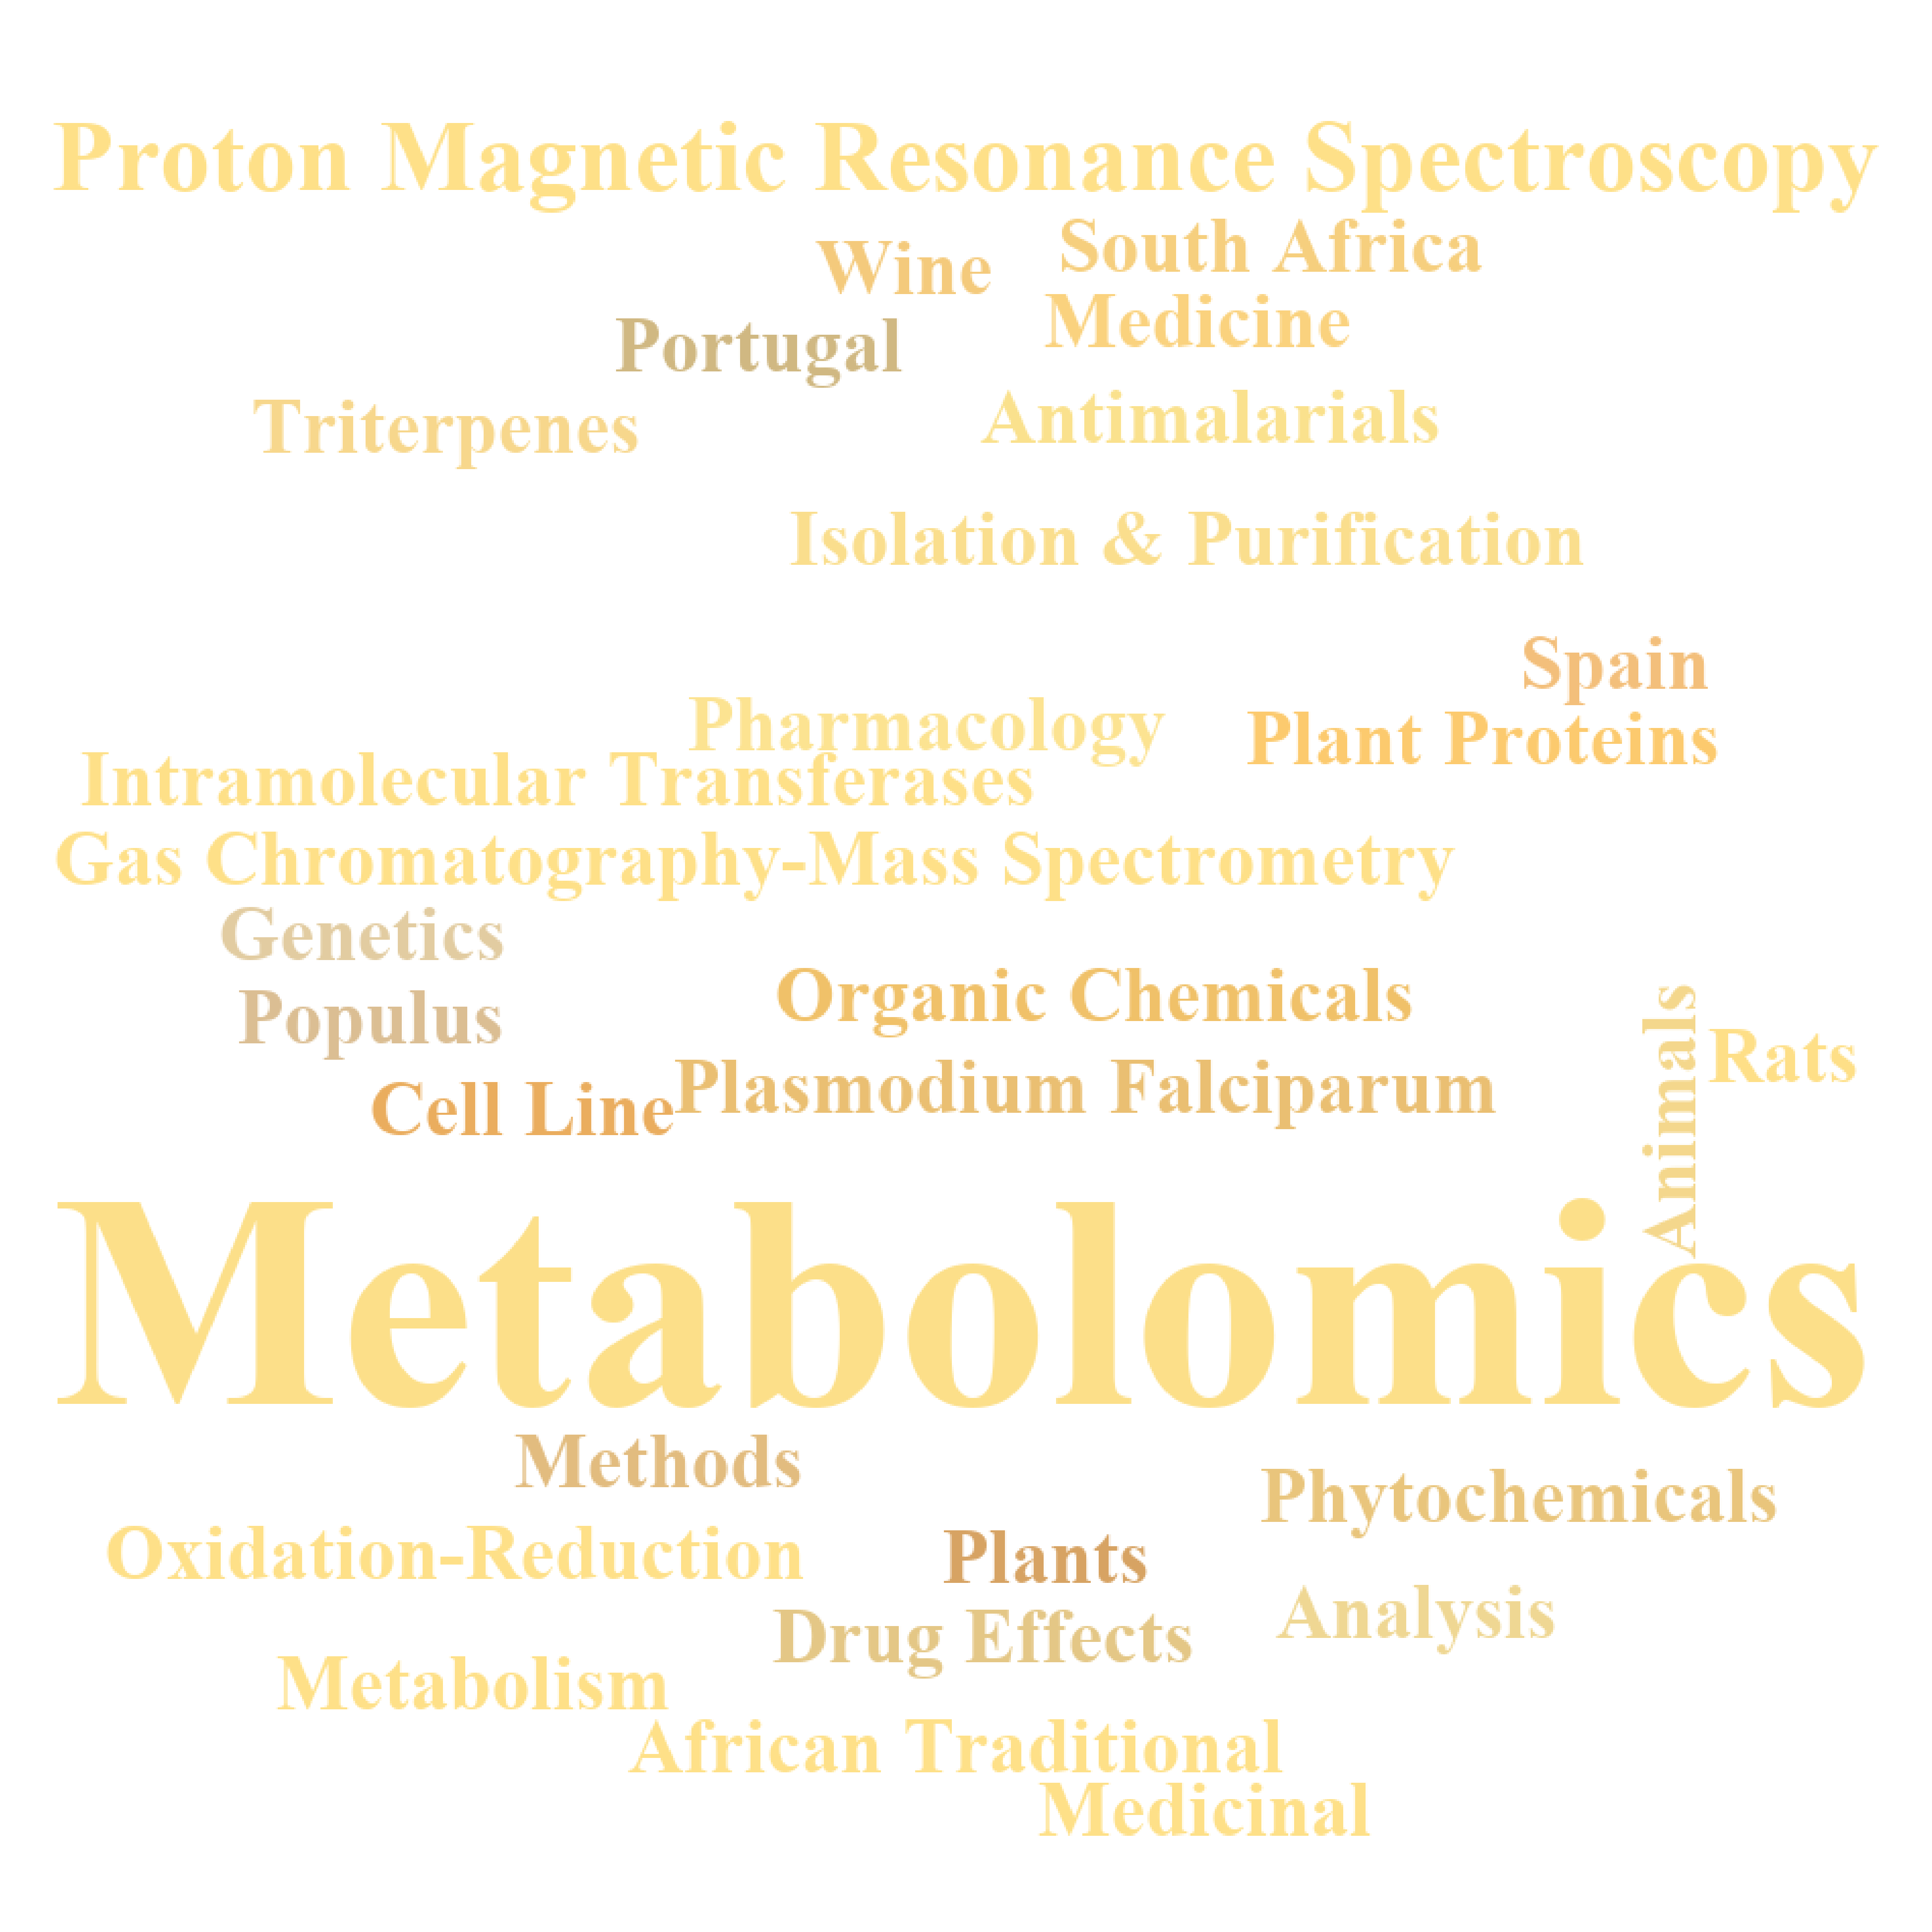 Proton Magnetic Resonance Spectroscopy
South Africa
Wine
Medicine
Portugal
Antimalarials
Triterpenes
Isolation & Purification
Spain
Pharmacology
Plant Proteins
Intramolecular Transferases
Gas Chromatography-Mass Spectrometry
Genetics
Organic Chemicals
Populus
Animals
Rats
Plasmodium Falciparum
Cell Line
Metabolomics
Methods
Phytochemicals
Oxidation-Reduction
Plants
Analysis
Drug Effects
Metabolism
African Traditional
Medicinal